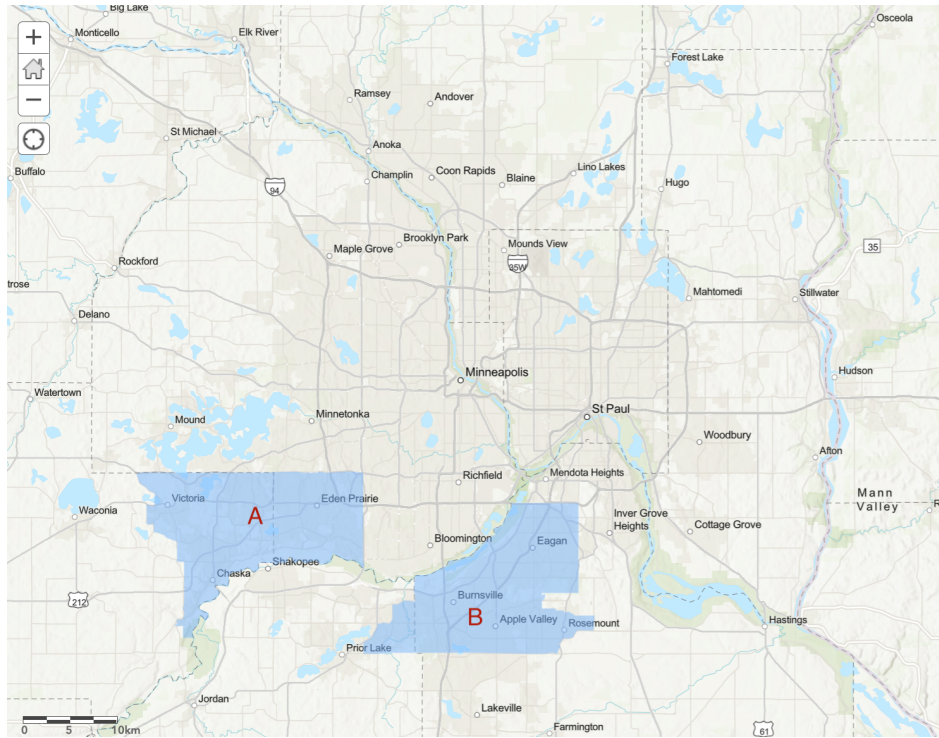 Big Lake
Osceola
Monticello
Elk River
Forest Lake
Ramsey
Andover
St Michael
Anoka
Buffalo
Coon Rapids
Lino Lakes
Champlin
Blaine
94
Hugo
Brooklyn Park
Mounds View
Maple Grove
35
35W
Rockford
trose
Mahtomedi
Stillwater
Delano
Minneapolis
Hudson
Watertown
St Paul
Mound
Minnetonka
Woodbury
Afton
Richfield
Mendota Heights
Mann
Valley
Victoria
Eden Prairie
Waconia
A
R
Inver Grove
Heights
Cottage Grove
Bloomington
Eagan
Shakopee
Chaska
212
Burnsville
B
Apple Valley
Rosemount
Hastings
Prior Lake
Jordan
Lakeville
Farmington
61
0 5 10km